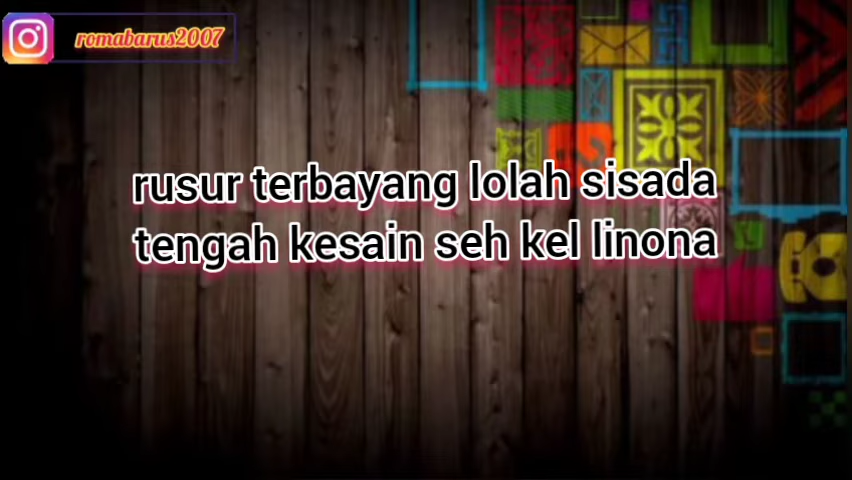 romabarus2007
rusur terbayang lolah sisada
tengah kesain seh kel linona